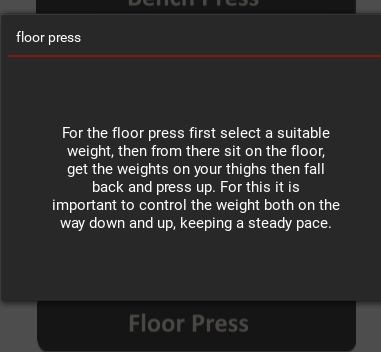 Bench Press
floor press
For the floor press first select a suitable
weight, then from there sit on the floor,
get the weights on your thighs then fall
back and press up. For this it is
important to control the weight both on the
way down and up, keeping a steady pace.
Floor Press